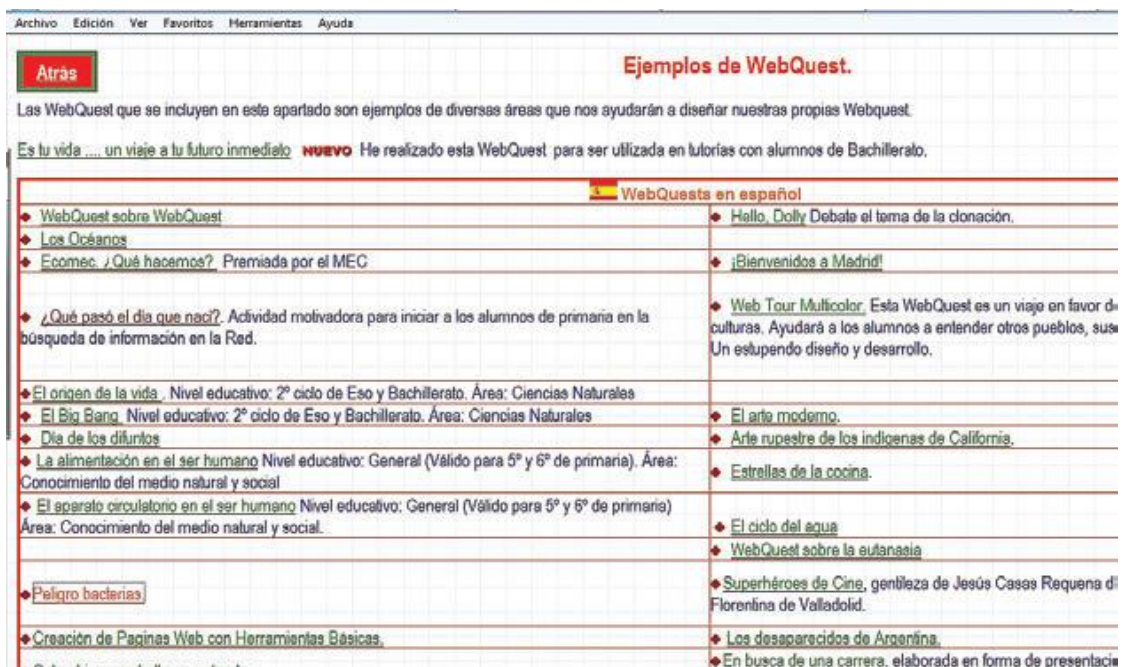 Archivo Edición Ver Favoritos Herramientas Ayuda
Atrás
Ejemplos de WebQuest.
Las WebQuest que se incluyen en este apartado son ejemplos de diversas áreas que nos ayudarán a diseñar nuestras propias Webquest.
Es tu vida .... un viaje a tu futuro inmediato NUEVO He realizado esta WebQuest para ser utilizada en tutorías con alumnos de Bachillerato.
WebQuests en español
WebQuest sobre WebQuest
Hello, Dolly Debate el tema de la clonación.
Los Océanos
Ecomec. ¿Qué hacemos? Premiada por el MEC
¡Bienvenidos a Madrid!
¿Qué pasó el día que nací?. Actividad motivadora para iniciar a los alumnos de primaria en la
búsqueda de información en la Red.
Web Tour Multicolor, Esta WebQuest es un viaje en favor
culturas. Ayudará a los alumnos a entender otros pueblos,
Un estupendo diseño y desarrollo.
El origen de la vida . Nivel educativo: 2º ciclo de Eso y Bachillerato. Área: Ciencias Naturales
El Big Bang Nivel educativo: 2º ciclo de Eso y Bachillerato. Área: Ciencias Naturales
El arte moderno.
Día de los difuntos
Arte rupestre de los indígenas de California.
La alimentación en el ser humano Nivel educativo: General (Válido para 5º y 6º de primaria). Área:
Conocimiento del medio natural y social
Estrellas de la cocina.
El aparato circulatorio en el ser humano Nivel educativo: General (Válido para 5º y 6º de primaria)
Área: Conocimiento del medio natural y social.
El ciclo del agua
WebQuest sobre la eutanasia
Peligro bacterias.
Superhéroes de Cine, gentileza de Jesús Casas Requena
Florentina de Valladolid.
Creación de Paginas Web con Herramientas Básicas.
Los desaparecidos de Argentina.
En busca de una carrera, elaborada en forma de